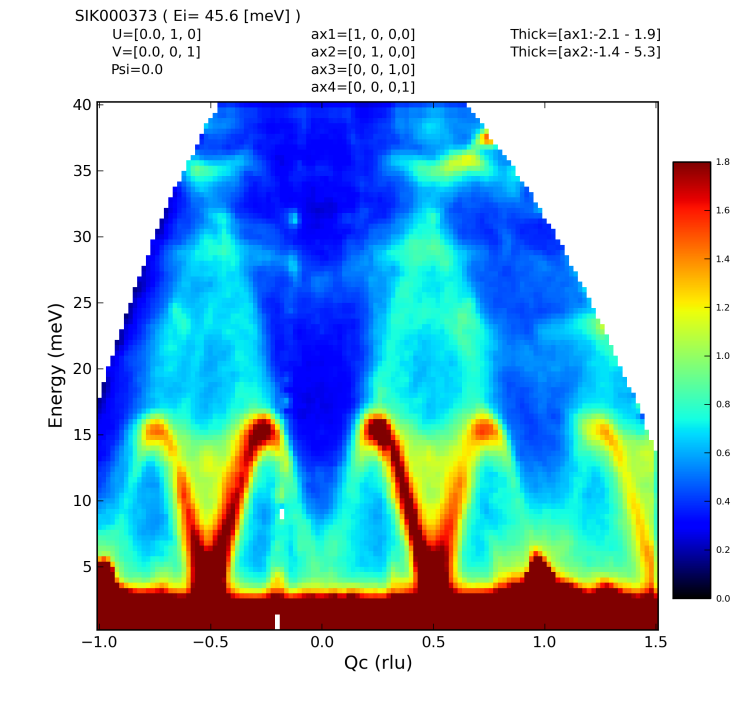 SIK000373 ( Ei= 45.6 [meV] )
U=[0.0, 1, 0] ax1=[1, 0, 0,0] Thick=[ax1:-2.1 - 1.9]
V=[0.0, 0, 1] ax2=[0, 1, 0,0] Thick=[ax2:-1.4 - 5.3]
Psi=0.0 ax3=[0, 0, 1,0]
ax4=[0, 0, 0,1]
40
35
30
25
20
15
10
5
Energy (meV)
−1.0 −0.5 0.0 0.5 1.0 1.5
Qc (rlu)
1.8
1.6
1.4
1.2
1.0
0.8
0.6
0.4
0.2
0.0